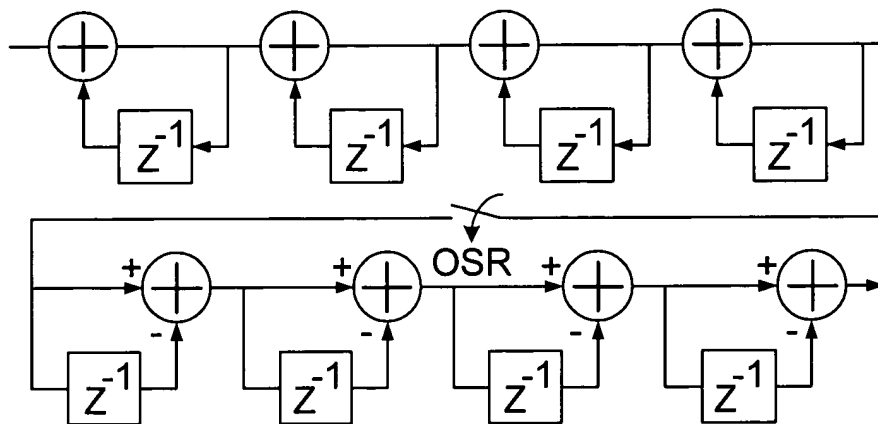 + + + +
z⁻¹ z⁻¹ z⁻¹ z⁻¹
OSR
+ + + +
- - - -
z⁻¹ z⁻¹ z⁻¹ z⁻¹